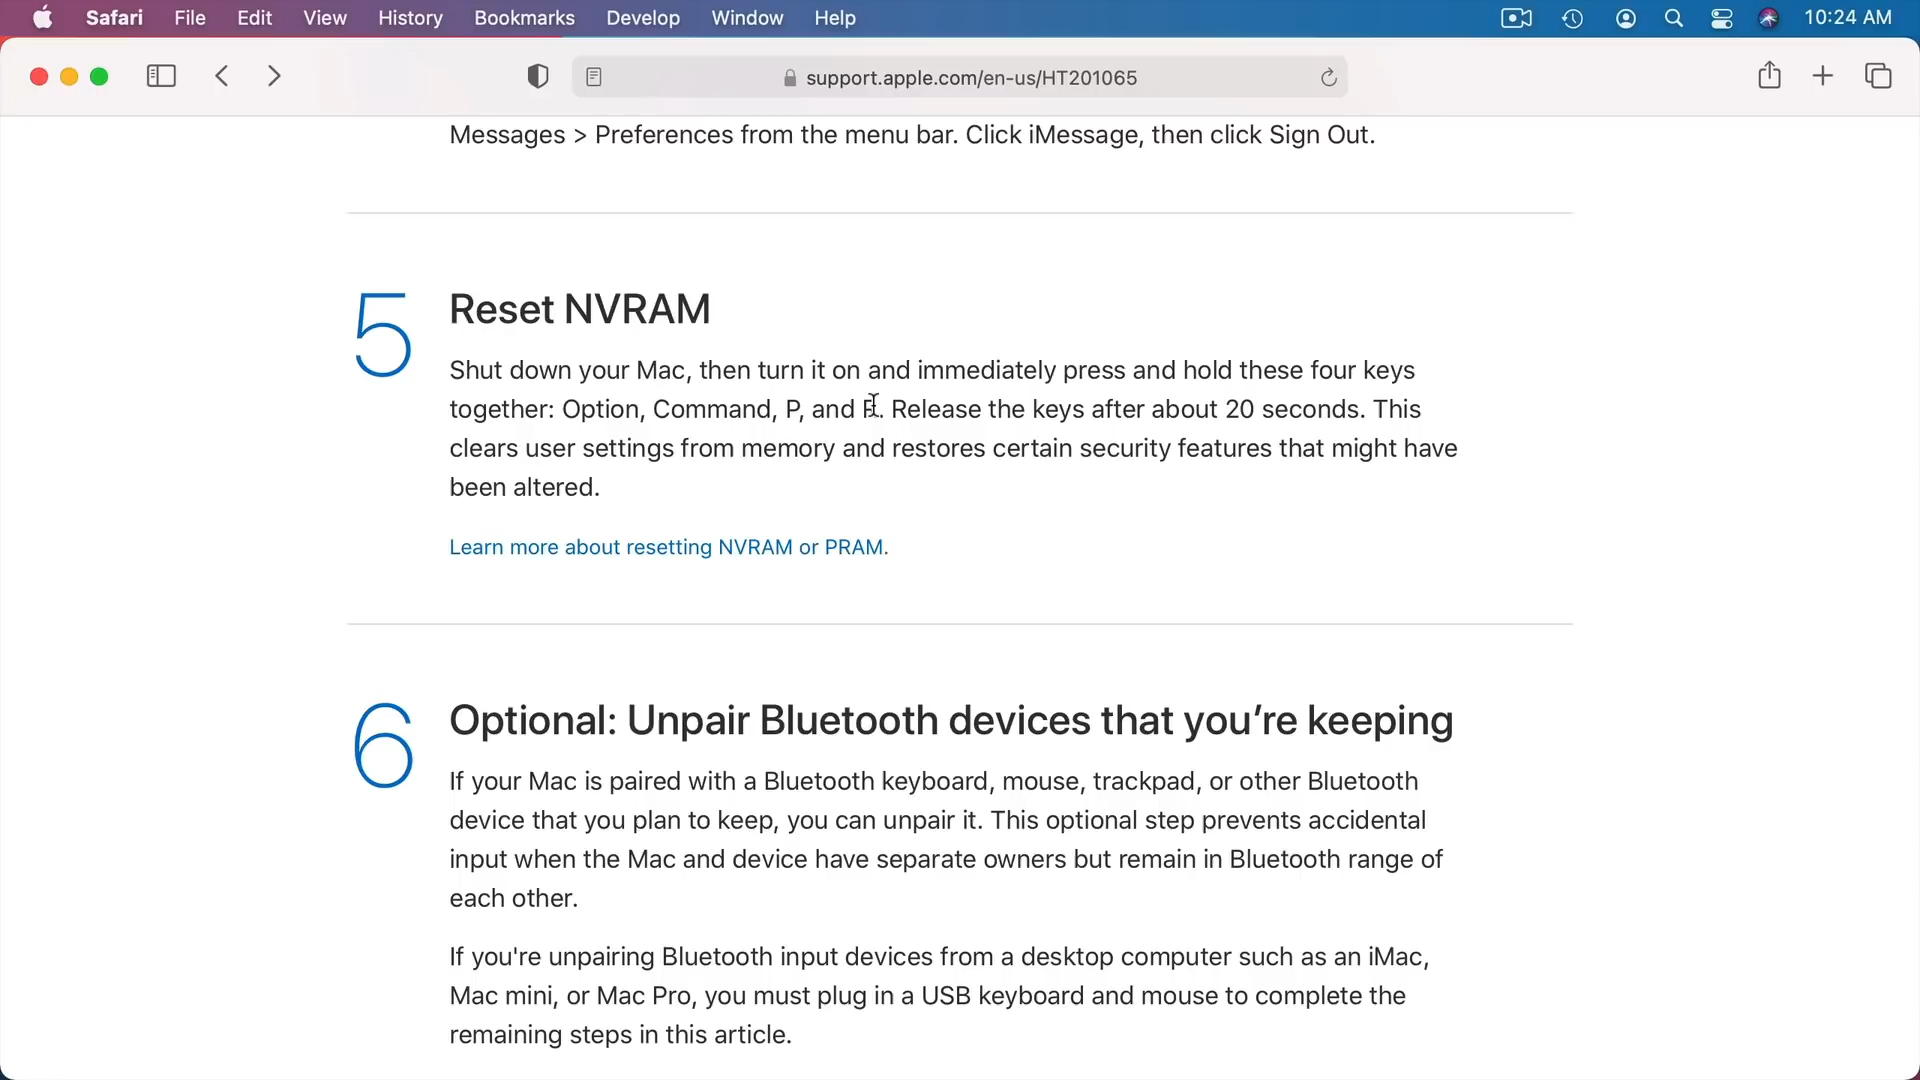 Safari File Edit View History Bookmarks Develop Window Help 10:24 AM
support.apple.com/en-us/HT201065
Messages > Preferences from the menu bar. Click iMessage, then click Sign Out.
5 Reset NVRAM
Shut down your Mac, then turn it on and immediately press and hold these four keys
together: Option, Command, P, and R. Release the keys after about 20 seconds. This
clears user settings from memory and restores certain security features that might have
been altered.
Learn more about resetting NVRAM or PRAM.
6 Optional: Unpair Bluetooth devices that you’re keeping
If your Mac is paired with a Bluetooth keyboard, mouse, trackpad, or other Bluetooth
device that you plan to keep, you can unpair it. This optional step prevents accidental
input when the Mac and device have separate owners but remain in Bluetooth range of
each other.
If you're unpairing Bluetooth input devices from a desktop computer such as an iMac,
Mac mini, or Mac Pro, you must plug in a USB keyboard and mouse to complete the
remaining steps in this article.